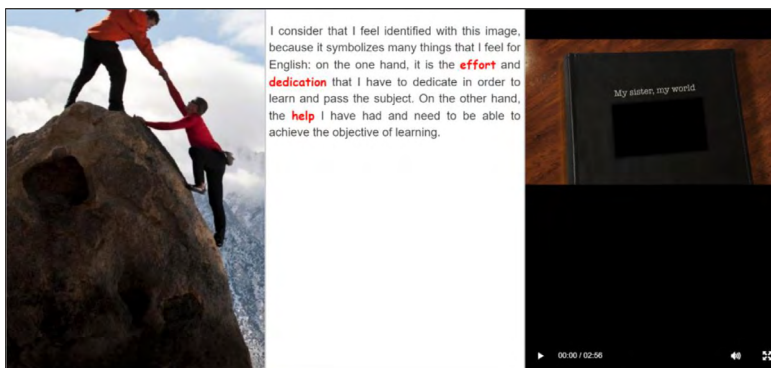 I consider that I feel identified with this image,
because it symbolizes many things that I feel for
English: on the one hand, it is the effort and
dedication that I have to dedicate in order to
learn and pass the subject. On the other hand,
the help I have had and need to be able to
achieve the objective of learning.
My sister, my world
00:00 / 02:56